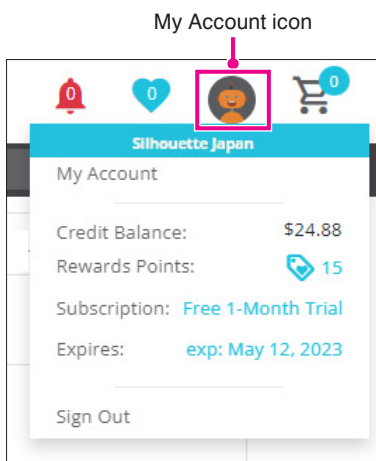 My Account icon
0 0 0
Silhouette Japan
My Account
Credit Balance: $24.88
Rewards Points: 15
Subscription: Free 1-Month Trial
Expires: exp: May 12, 2023
Sign Out